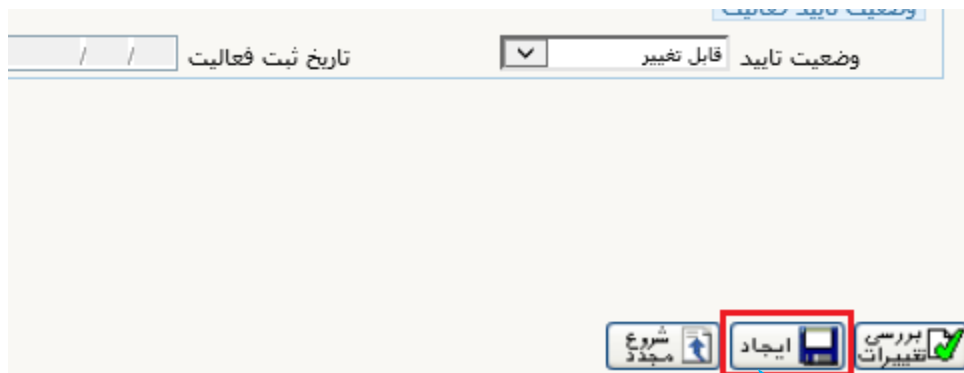 وضعیت تایید فعالیت
وضعیت تایید قابل تغییر تاریخ ثبت فعالیت / /
بررسی تغییرات ایجاد شروع مجدد